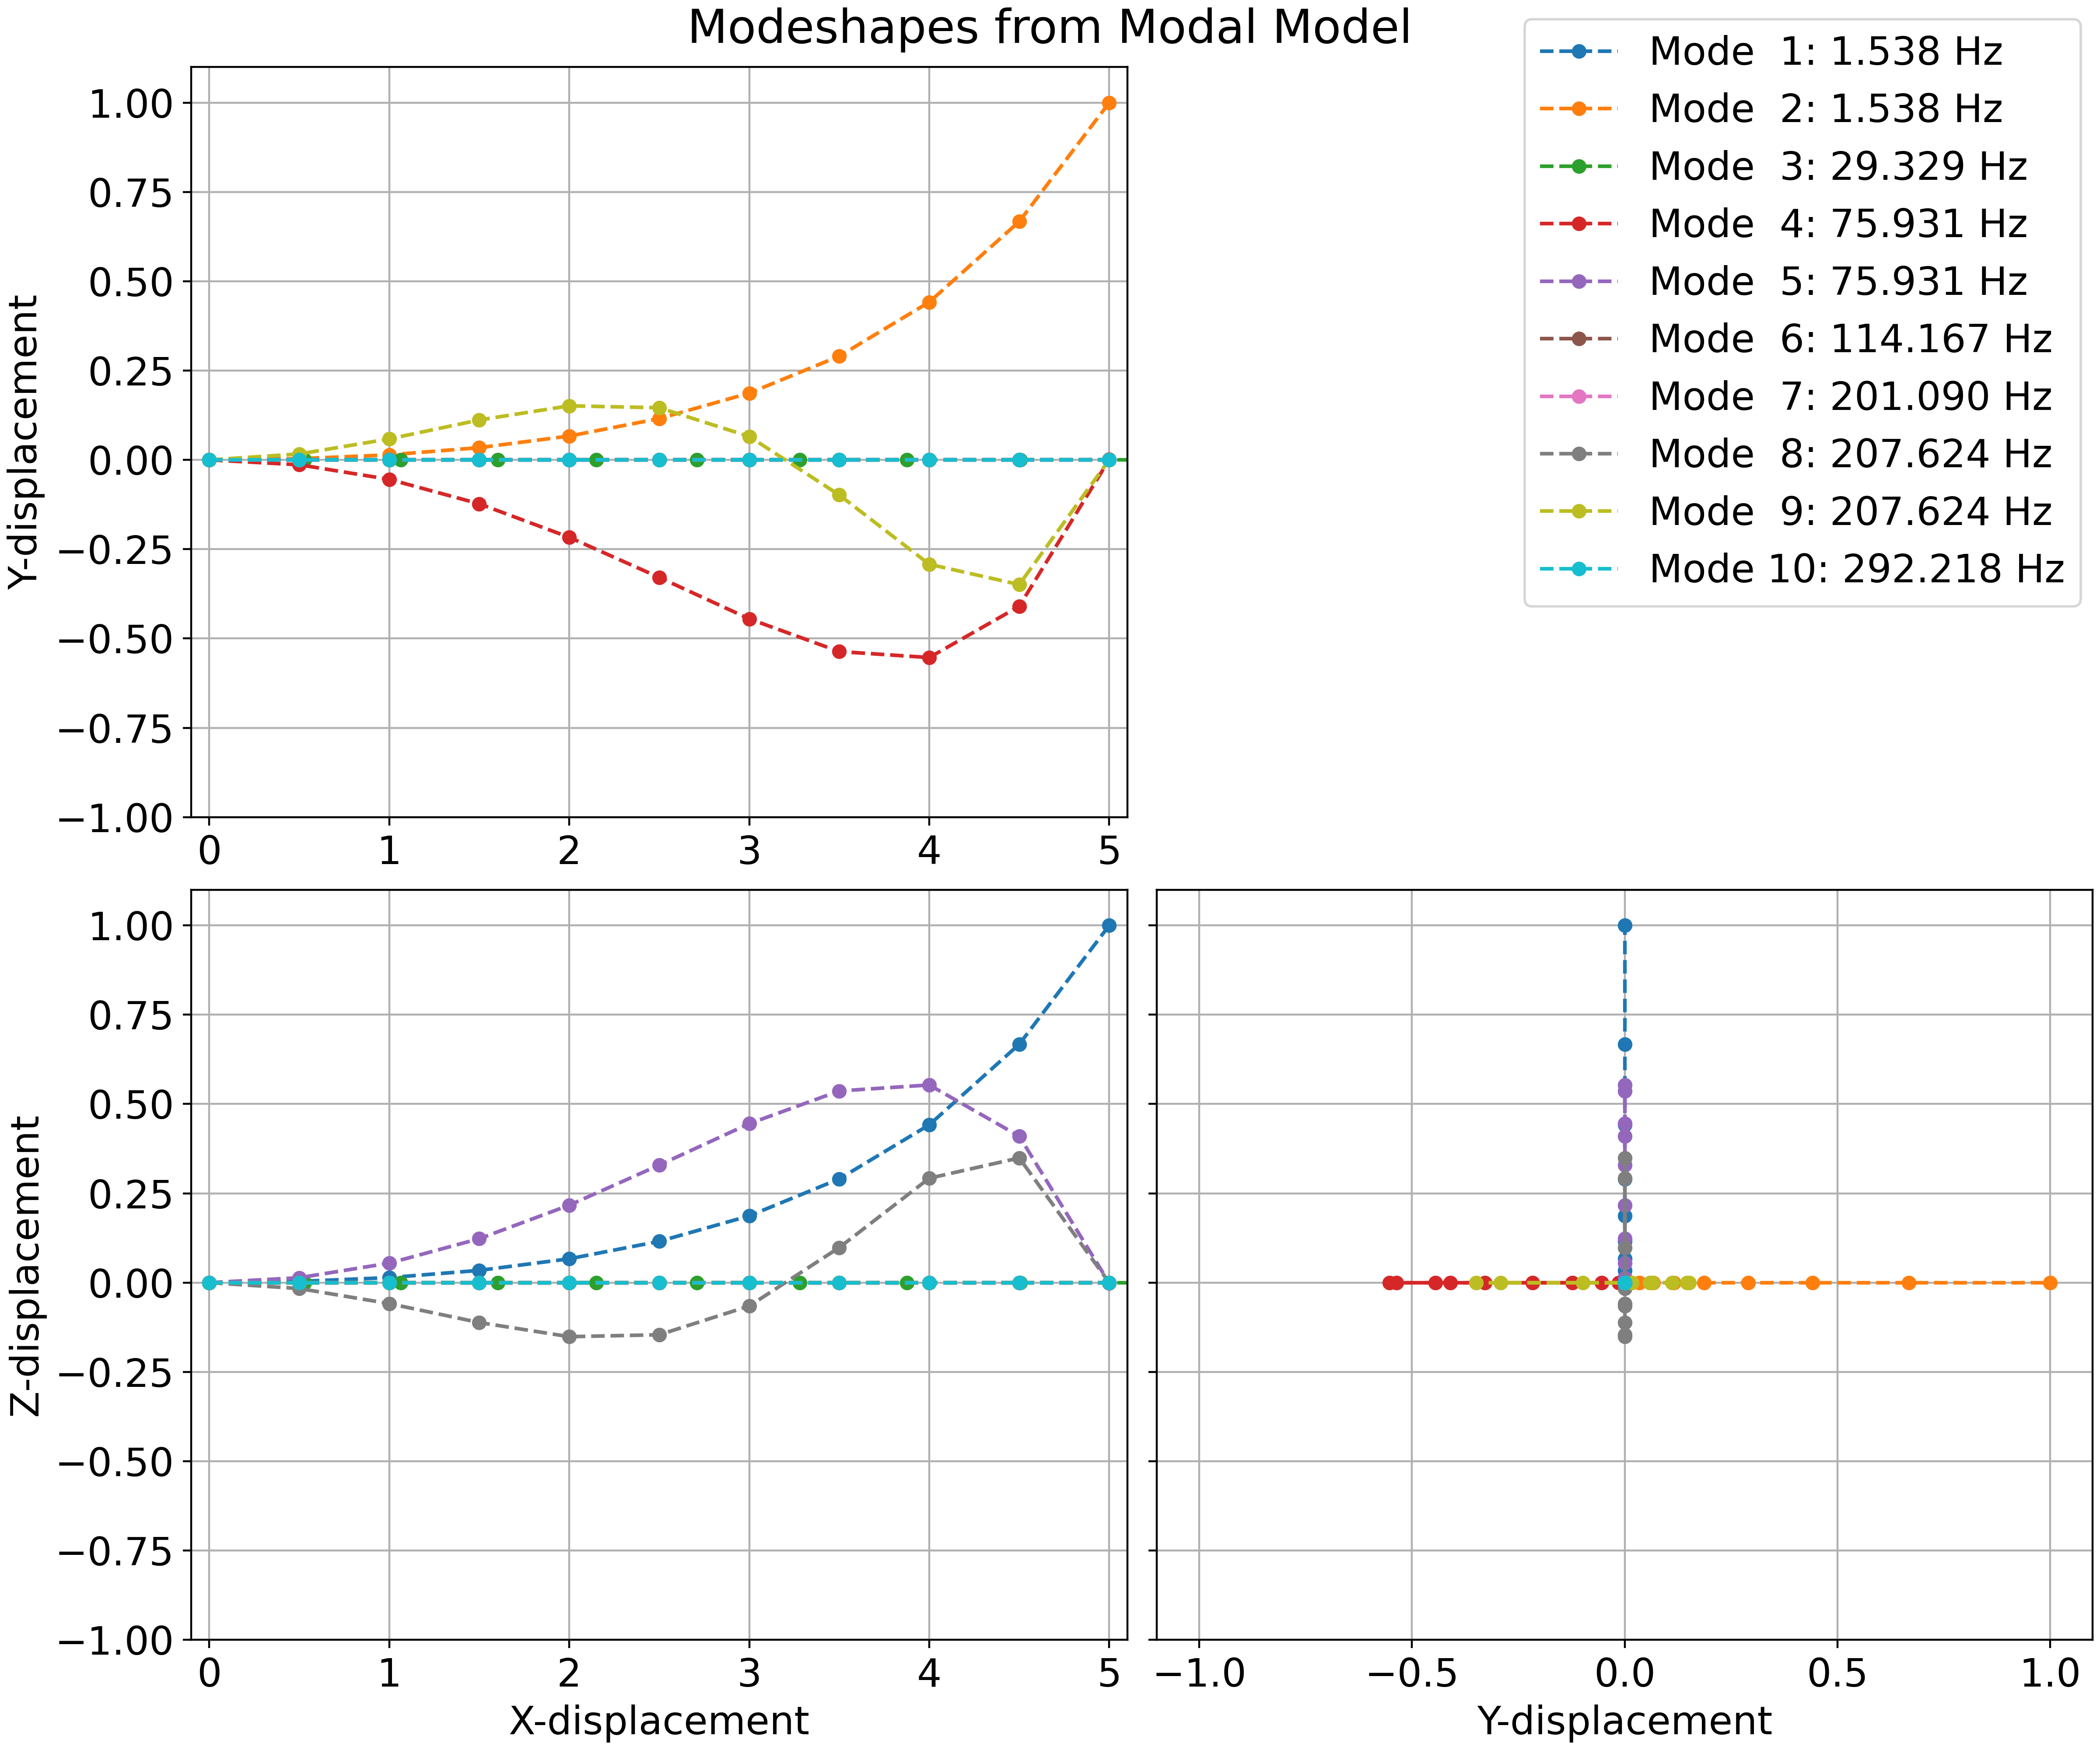 Modeshapes from Modal Model
Mode 1: 1.538 Hz
Mode 2: 1.538 Hz
Mode 3: 29.329 Hz
Mode 4: 75.931 Hz
Mode 5: 75.931 Hz
Mode 6: 114.167 Hz
Mode 7: 201.090 Hz
Mode 8: 207.624 Hz
Mode 9: 207.624 Hz
Mode 10: 292.218 Hz
Y-displacement
1.00
0.75
0.50
0.25
0.00
−0.25
−0.50
−0.75
−1.00
0 1 2 3 4 5
Z-displacement
1.00
0.75
0.50
0.25
0.00
−0.25
−0.50
−0.75
−1.00
0 1 2 3 4 5
X-displacement
−1.0 −0.5 0.0 0.5 1.0
Y-displacement